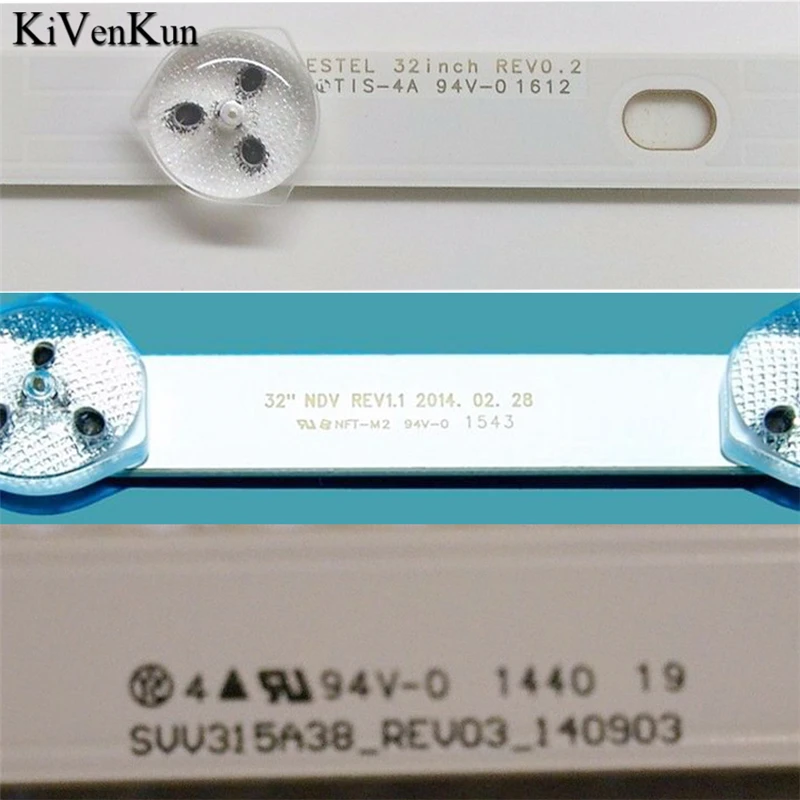 KiVenKun
ESTEL 32inch REV0.2
TIS-4A 94V-0 1612
32" NDV REV1.1 2014. 02. 28
NFT-M2 94V-0 1543
4 94V-0 1440 19
SVV315A38_REV03_140903